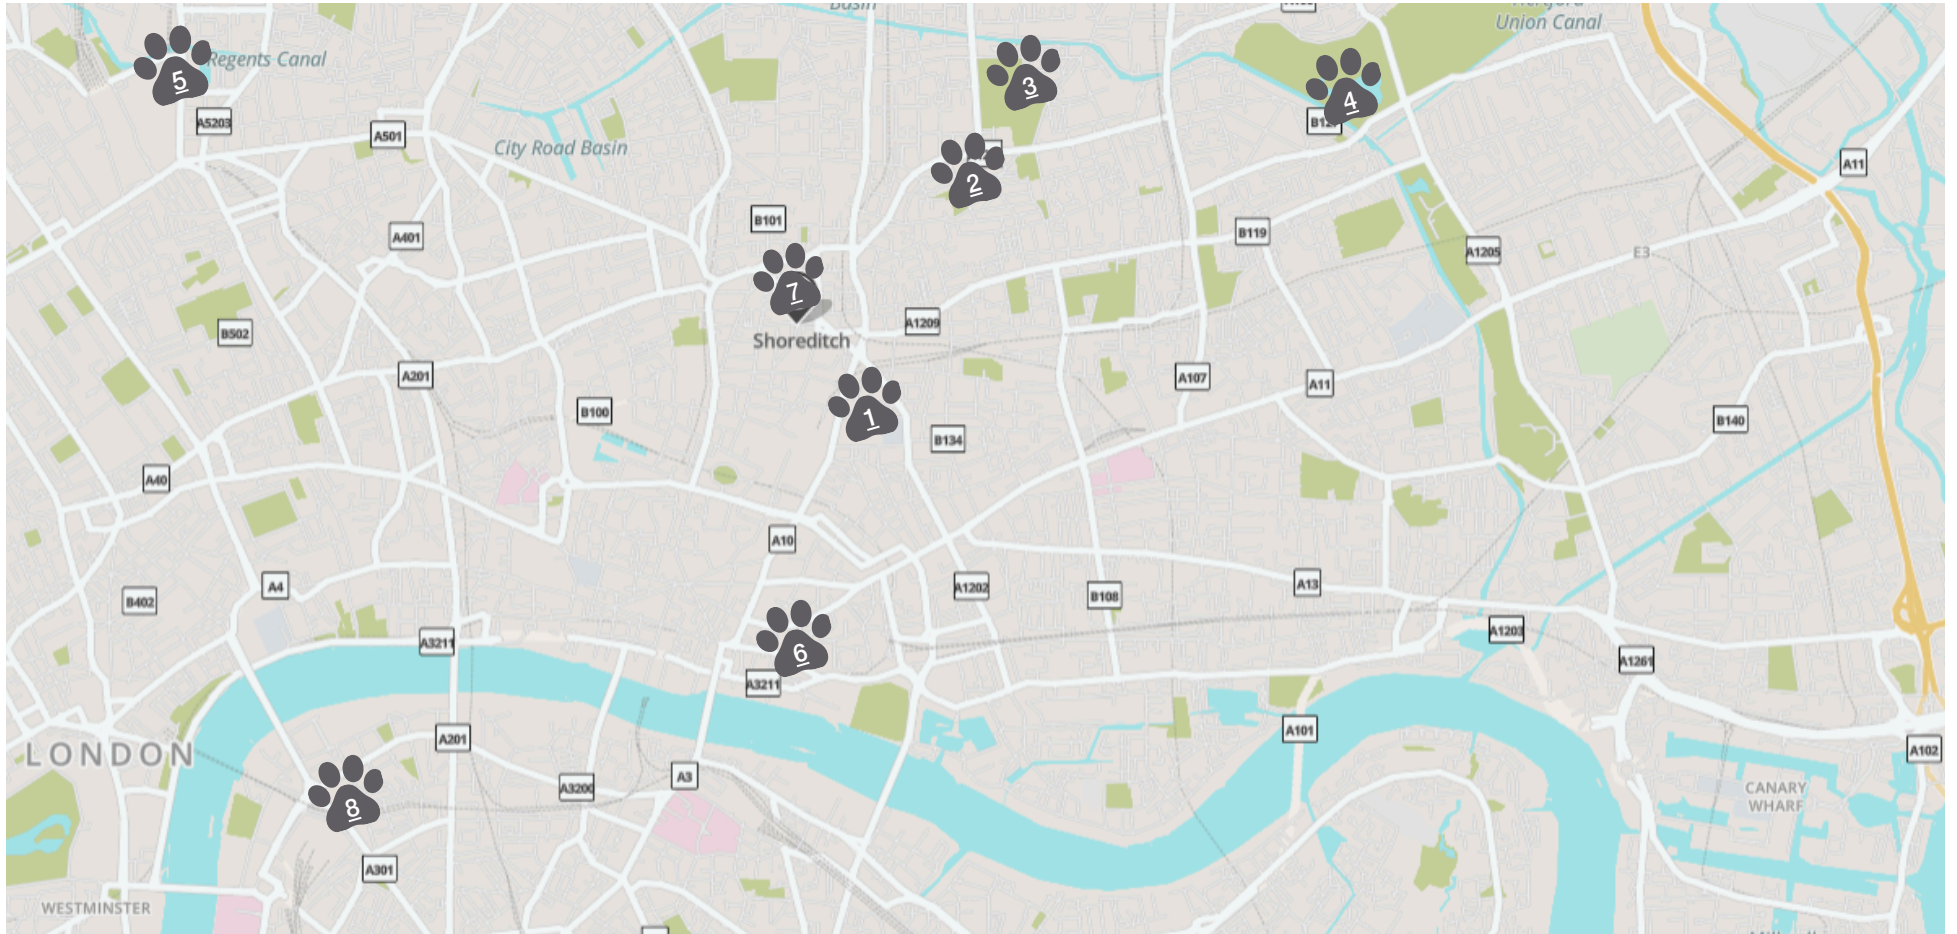 Basin
Union Canal
5
Regents Canal
3
4
A5203
A501
City Road Basin
2
A11
B101
A401
B119
A1205
E3
7
B502
A1209
Shoreditch
A201
A107
A11
B100
1
B134
B140
A40
A10
A4
B402
A1202
B108
A13
A3211
6
A1203
A3211
A1261
LONDON
A201
A101
A102
A3
A3200
8
CANARY
WHARF
A301
WESTMINSTER